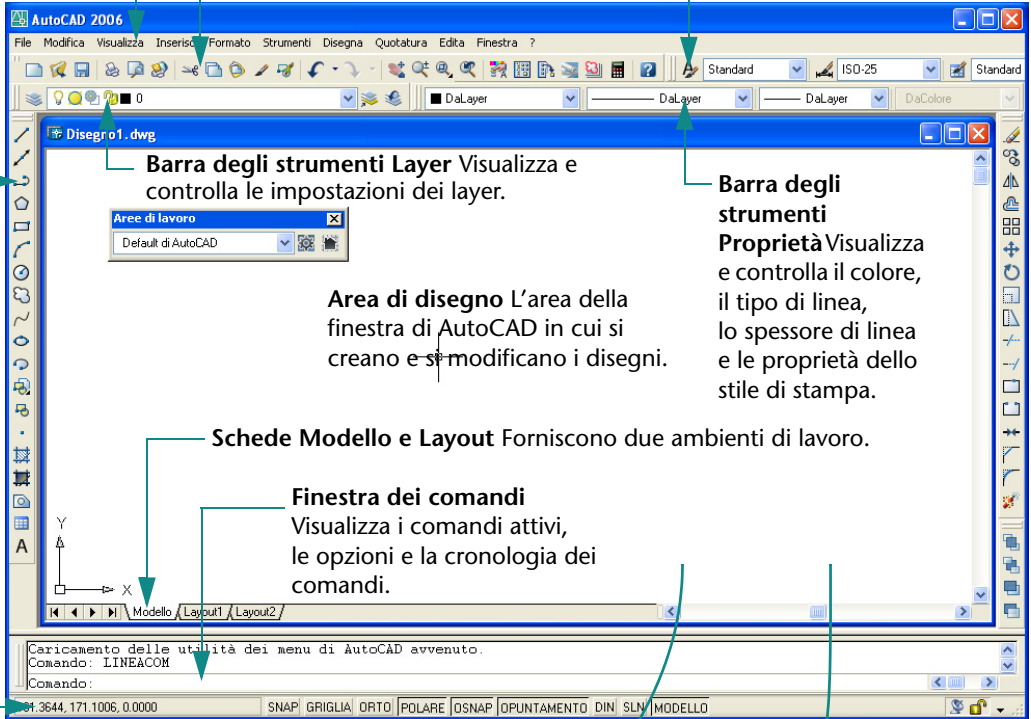 AutoCAD 2006
File Modifica Visualizza Inserisci Formato Strumenti Disegna Quotatura Edita Finestra ?
Standard ISO-25 Standard
0 DaLayer DaLayer DaLayer DaColore
Disegno1.dwg
Barra degli strumenti Layer Visualizza e
controlla le impostazioni dei layer.
Aree di lavoro
Default di AutoCAD
Barra degli
strumenti
Proprietà Visualizza
e controlla il colore,
il tipo di linea,
lo spessore di linea
e le proprietà dello
stile di stampa.
Area di disegno L'area della
finestra di AutoCAD in cui si
creano e si modificano i disegni.
Schede Modello e Layout Forniscono due ambienti di lavoro.
Finestra dei comandi
Visualizza i comandi attivi,
le opzioni e la cronologia dei
comandi.
A
Y
X
Modello Layout1 Layout2
Caricamento delle utilità dei menu di AutoCAD avvenuto.
Comando: LINEACOM
Comando:
171.1006, 0.0000 SNAP GRIGLIA ORTO POLARE OSNAP OPUNTAMENTO DIN SLN MODELLO